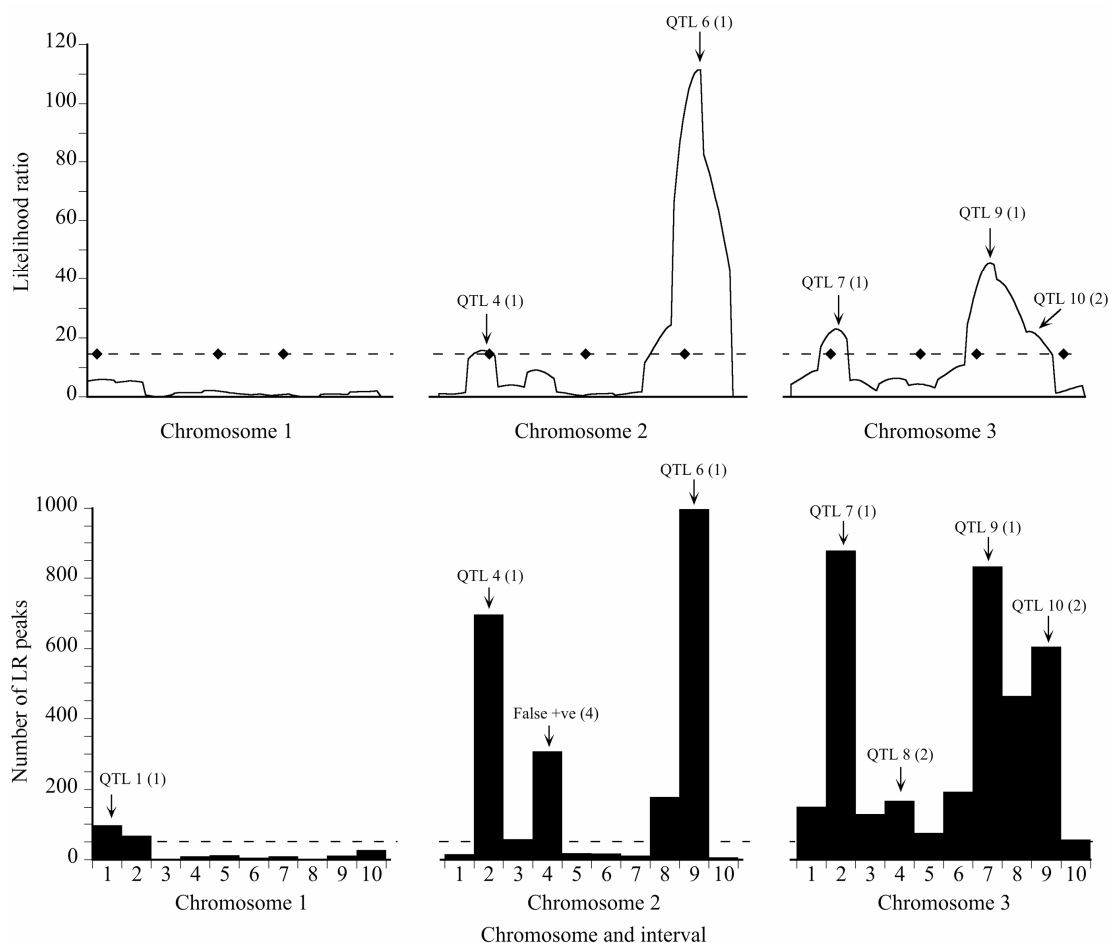 QTL 6 (1)
120
100
80
60
40
20
0
Likelihood ratio
QTL 4 (1)
QTL 9 (1)
QTL 7 (1)
QTL 10 (2)
Chromosome 1
Chromosome 2
Chromosome 3
QTL 6 (1)
1000
800
600
400
200
0
Number of LR peaks
QTL 1 (1)
QTL 4 (1)
False +ve (4)
QTL 7 (1)
QTL 9 (1)
QTL 10 (2)
QTL 8 (2)
1 2 3 4 5 6 7 8 9 10
1 2 3 4 5 6 7 8 9 10
1 2 3 4 5 6 7 8 9 10
Chromosome 1
Chromosome 2
Chromosome 3
Chromosome and interval